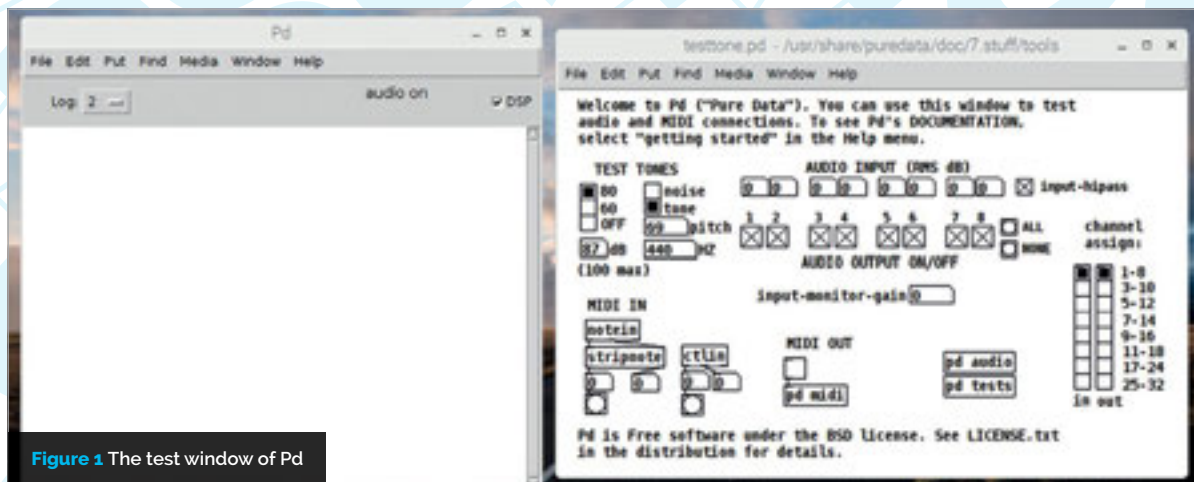 Pd
File Edit Put Find Media Window Help
Log: 2
audio on
DSP
testtone.pd - /usr/share/puredata/doc/7.stuff/tools
File Edit Put Find Media Window Help
Welcome to Pd ("Pure Data"). You can use this window to test
audio and MIDI connections. To see Pd's DOCUMENTATION,
select "getting started" in the Help menu.
TEST TONES
AUDIO INPUT (RMS dB)
80
60
OFF
noise
tone
69 pitch
87 dB
440 HZ
(100 max)
0 0 0 0 0 0 0 0
input-hipass
1 2 3 4 5 6 7 8
ALL
NONE
AUDIO OUTPUT ON/OFF
channel
assign:
1-8
3-10
5-12
7-14
9-16
11-18
17-24
25-32
in out
input-monitor-gain 0
MIDI IN
notein
stripnote
ctlin
0 0 0 0
MIDI OUT
pd midi
pd audio
pd tests
Pd is Free software under the BSD license. See LICENSE.txt
in the distribution for details.
Figure 1 The test window of Pd